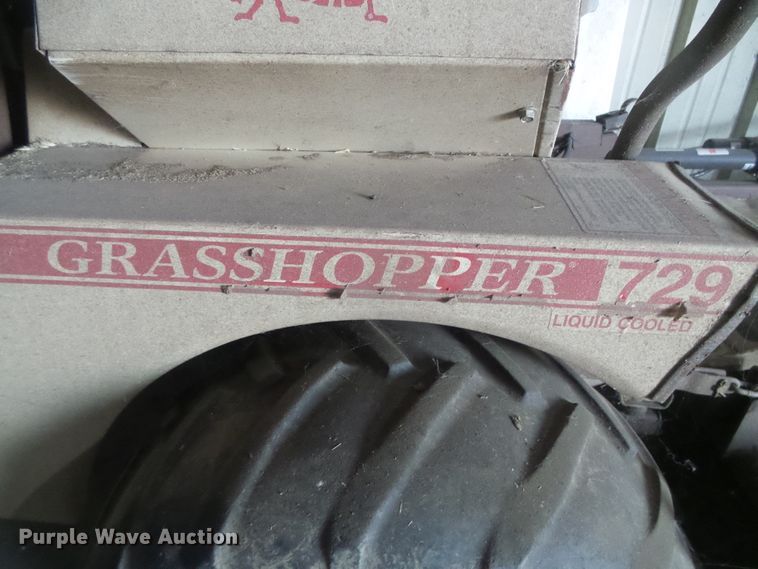 GRASSHOPPER 729
LIQUID COOLED
Purple Wave Auction®